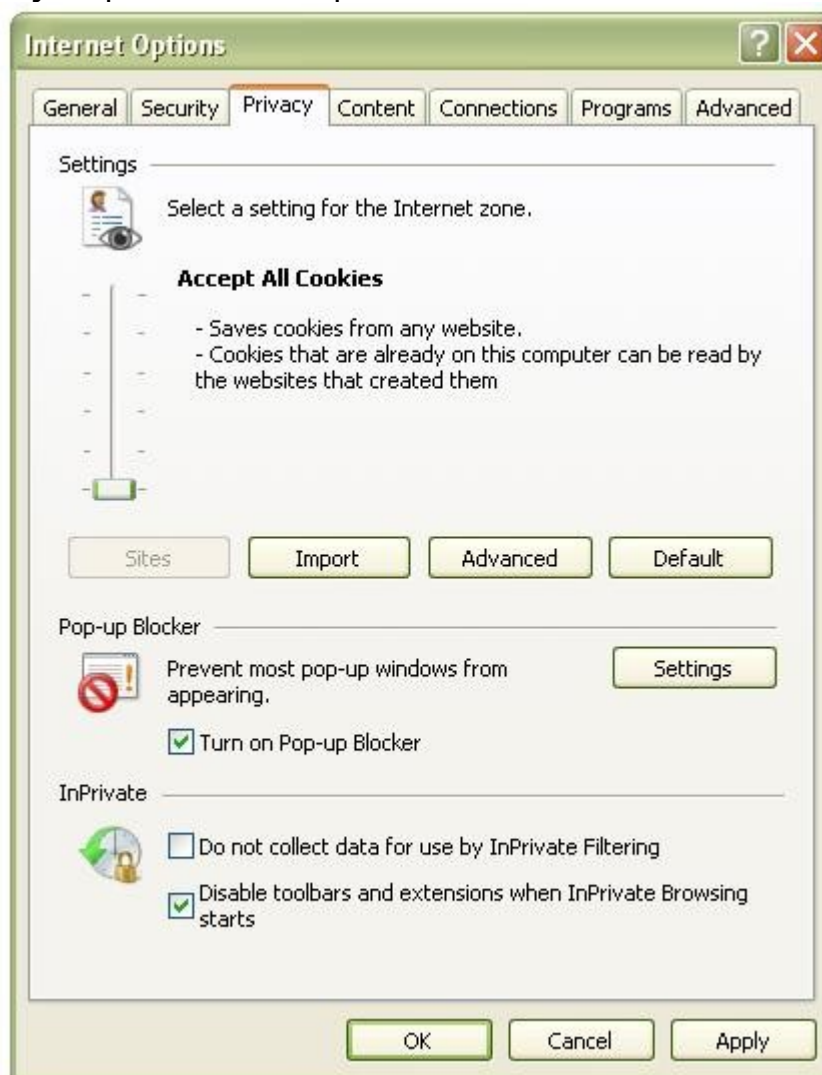 Internet Options
General Security Privacy Content Connections Programs Advanced
Settings
Select a setting for the Internet zone.
Accept All Cookies
- Saves cookies from any website.
- Cookies that are already on this computer can be read by
the websites that created them
Sites Import Advanced Default
Pop-up Blocker
Prevent most pop-up windows from
appearing.
Settings
Turn on Pop-up Blocker
InPrivate
Do not collect data for use by InPrivate Filtering
Disable toolbars and extensions when InPrivate Browsing
starts
OK Cancel Apply